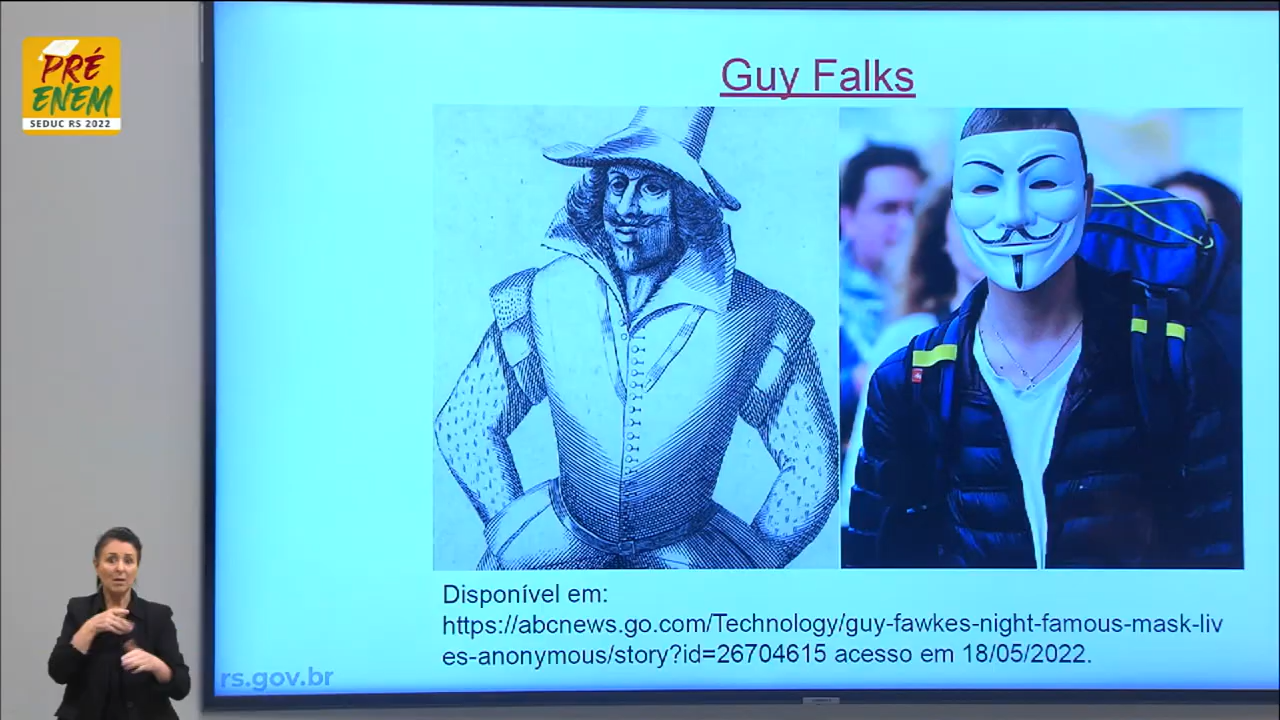 PRÉ
ENEM
SEDUC RS 2022
Guy Falks
Disponível em:
https://abcnews.go.com/Technology/guy-fawkes-night-famous-mask-liv
es-anonymous/story?id=26704615 acesso em 18/05/2022.
rs.gov.br